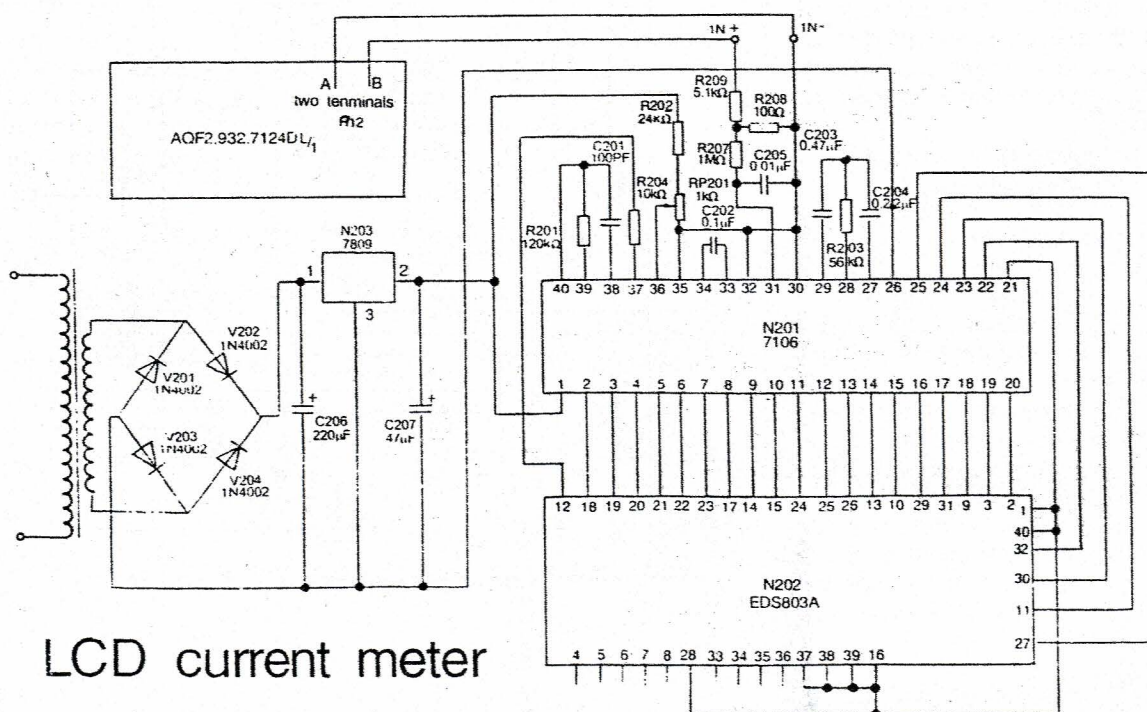 1N + 1N-
A B
two tenminals
AQF2.932.7124DL/1
R209
5.1kΩ
R208
100Ω
R202
24KΩ
C203
0.47μF
R207
1MΩ
C205
0.01μF
C201
100PF
R204
10kΩ
RP201
1kΩ
C202
0.1μF
C204
R201
120kΩ
N203
7809
1 2
3
40 39 38 37 36 35 34 33 32 31 30 29 28 27 26 25 24 23 22 21
N201
7106
1 2 3 4 5 6 7 8 9 10 11 12 13 14 15 16 17 18 19 20
V202
1N4002
V201
1N4002
V203
1N4002
V204
1N4002
+
C206
220μF
+
C207
47μF
12 18 19 20 21 22 23 17 14 15 24 25 26 13 10 29 31 9 3 2
1
40
32
30
11
27
N202
EDS803A
4 5 6 7 8 28 33 34 35 36 37 38 39 16
LCD current meter